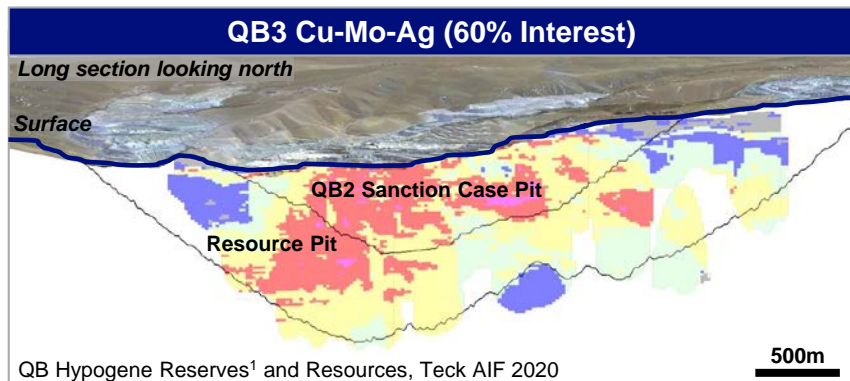 QB3 Cu-Mo-Ag (60% Interest)
Long section looking north
Surface
QB2 Sanction Case Pit
Resource Pit
QB Hypogene Reserves¹ and Resources, Teck AIF 2020
500m